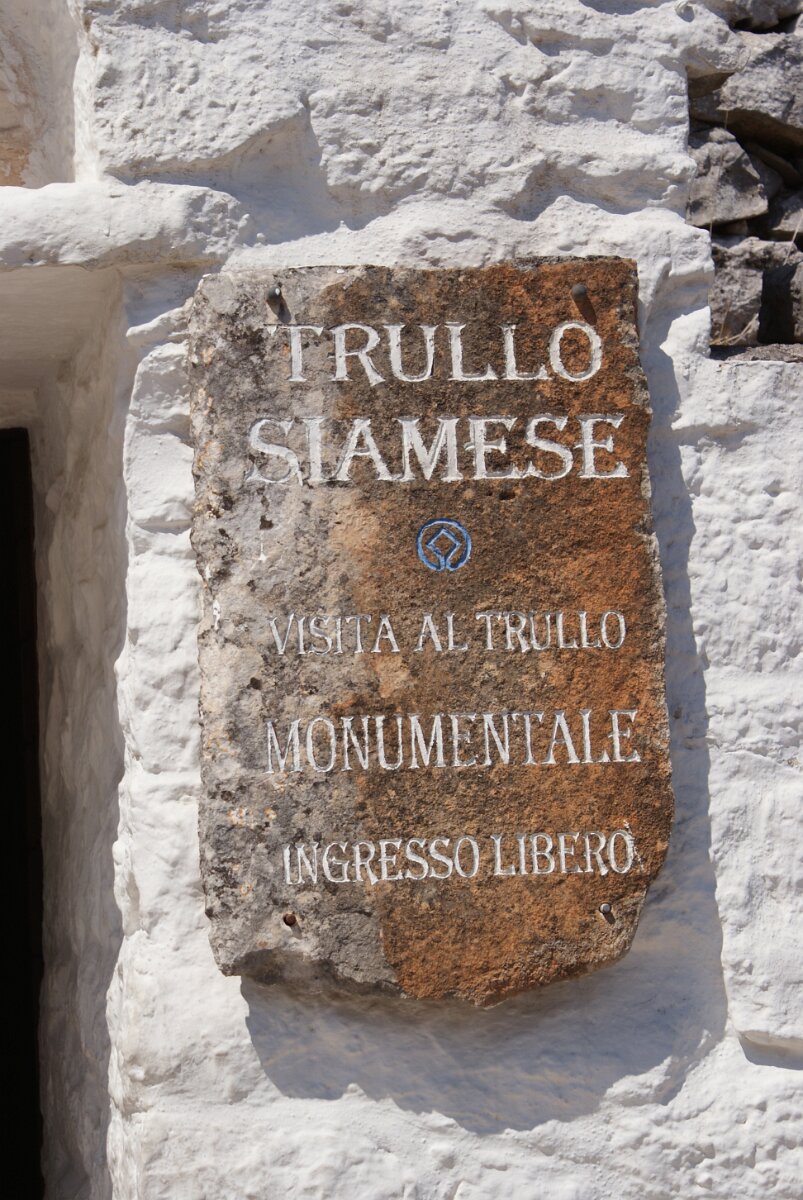 TRULLO
SIAMESE
VISITA AL TRULLO
MONUMENTALE
INGRESSO LIBERO